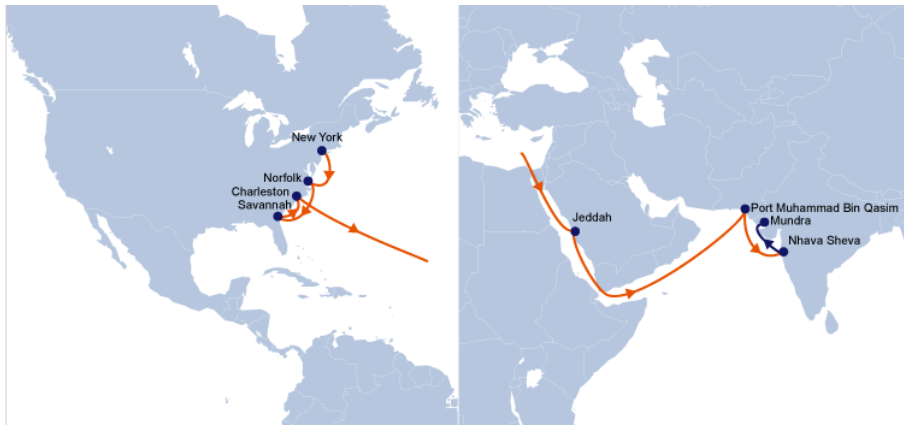 New York
Norfolk
Charleston
Savannah
Port Muhammad Bin Qasim
Mundra
Jeddah
Nhava Sheva